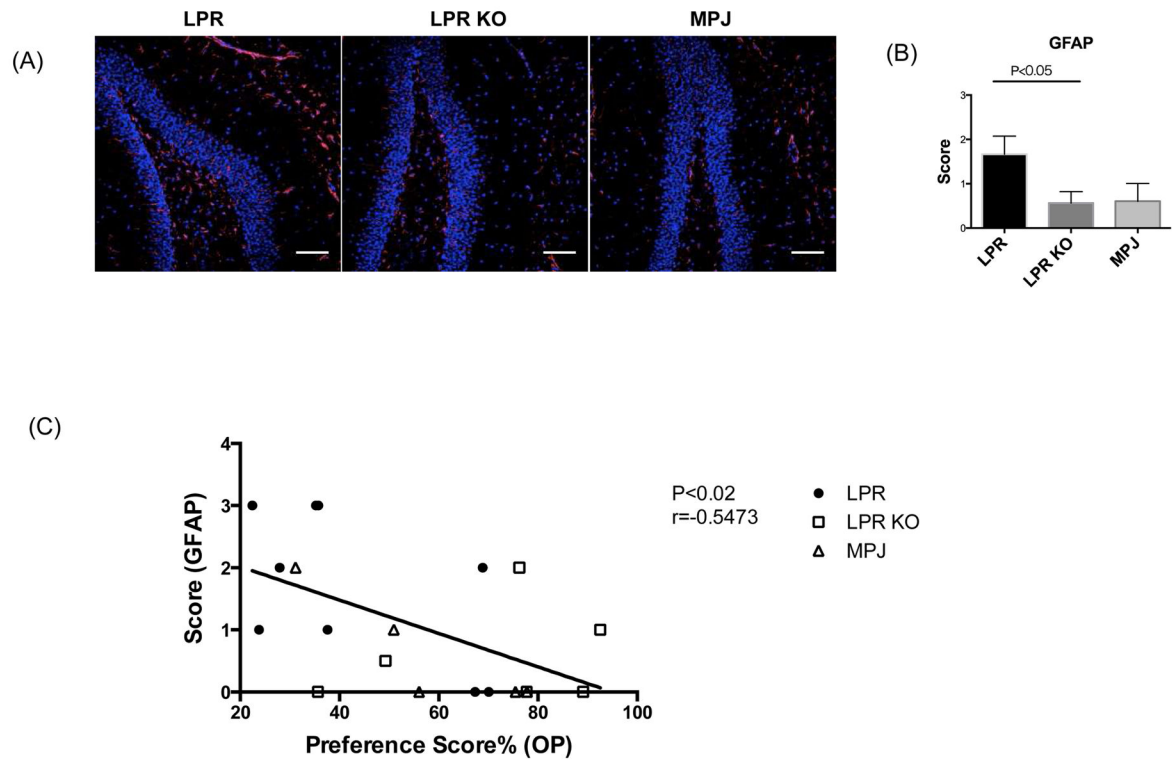 (A)
LPR
LPR KO
MPJ
(B)
GFAP
P<0.05
3
2
1
0
Score
LPR
LPR KO
MPJ
(C)
4
3
2
1
0
Score (GFAP)
20
40
60
80
100
Preference Score% (OP)
P<0.02
r=-0.5473
LPR
LPR KO
MPJ